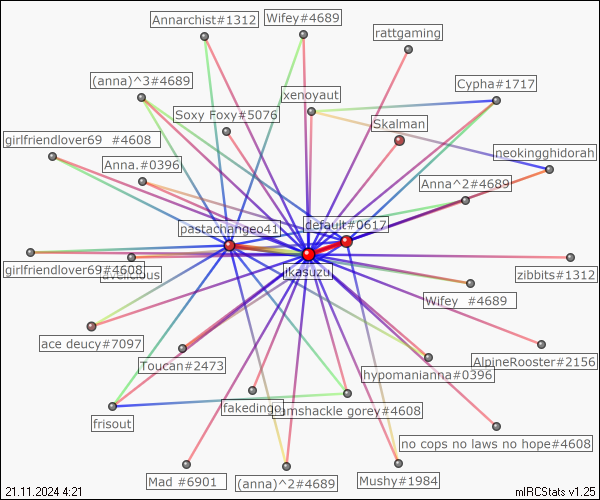 Annarchist#1312
Wifey#4689
rattgaming
(anna)^3#4689
Cypha#1717
xenoyaut
Soxy Foxy#5076
Skalman
girlfriendlover69 #4608
neokingghidorah
Anna.#0396
Anna^2#4689
default#0617
pastachangeo41
jkasuzu
girlfriendlover69#4608
zibbits#1312
Wifey #4689
ace deucy#7097
Toucan#2473
AlpineRooster#2156
hypomanianna#0396
fakedingo
amshackle gorey#4608
frisout
no cops no laws no hope#4608
Mad #6901
(anna)^2#4689
Mushy#1984
21.11.2024 4:21
mIRCStats v1.25